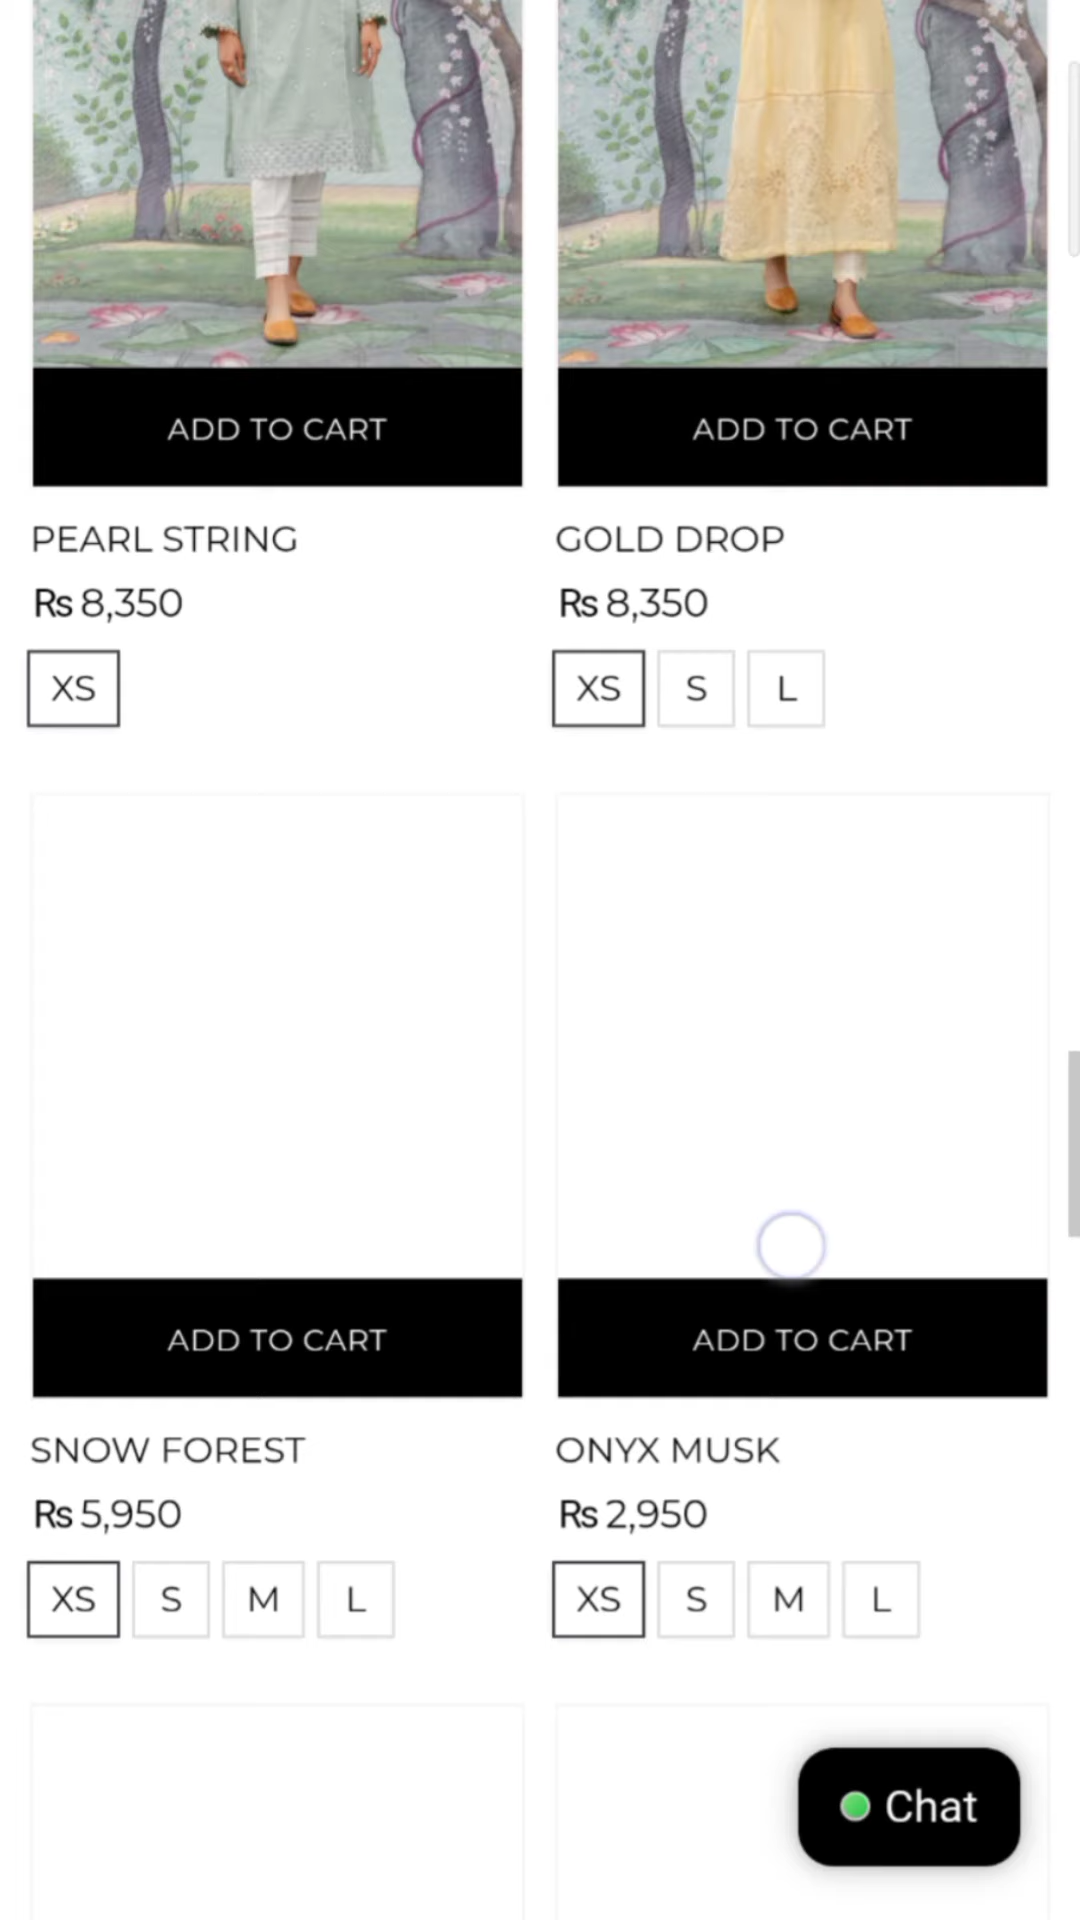 ADD TO CART
ADD TO CART
PEARL STRING
GOLD DROP
Rs 8,350
Rs 8,350
XS
XS S L
ADD TO CART
ADD TO CART
SNOW FOREST
ONYX MUSK
Rs 5,950
Rs 2,950
XS S M L
XS S M L
Chat